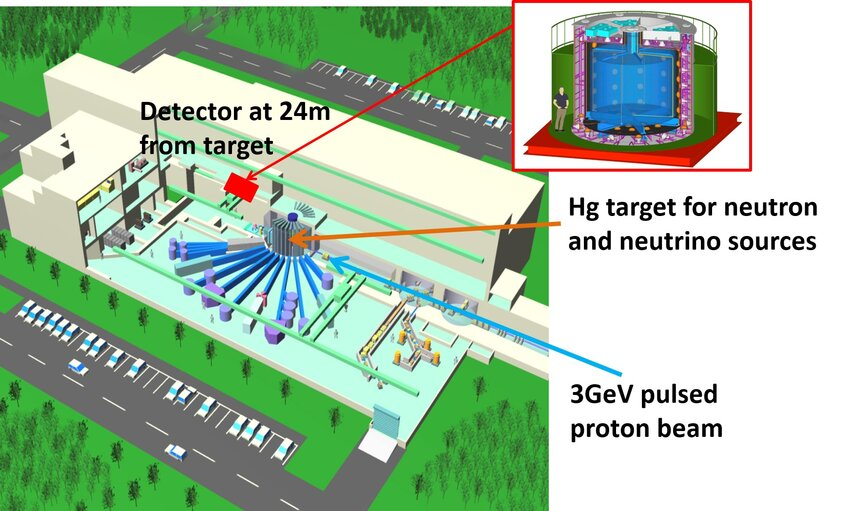 Detector at 24m
from target
Hg target for neutron
and neutrino sources
3GeV pulsed
proton beam